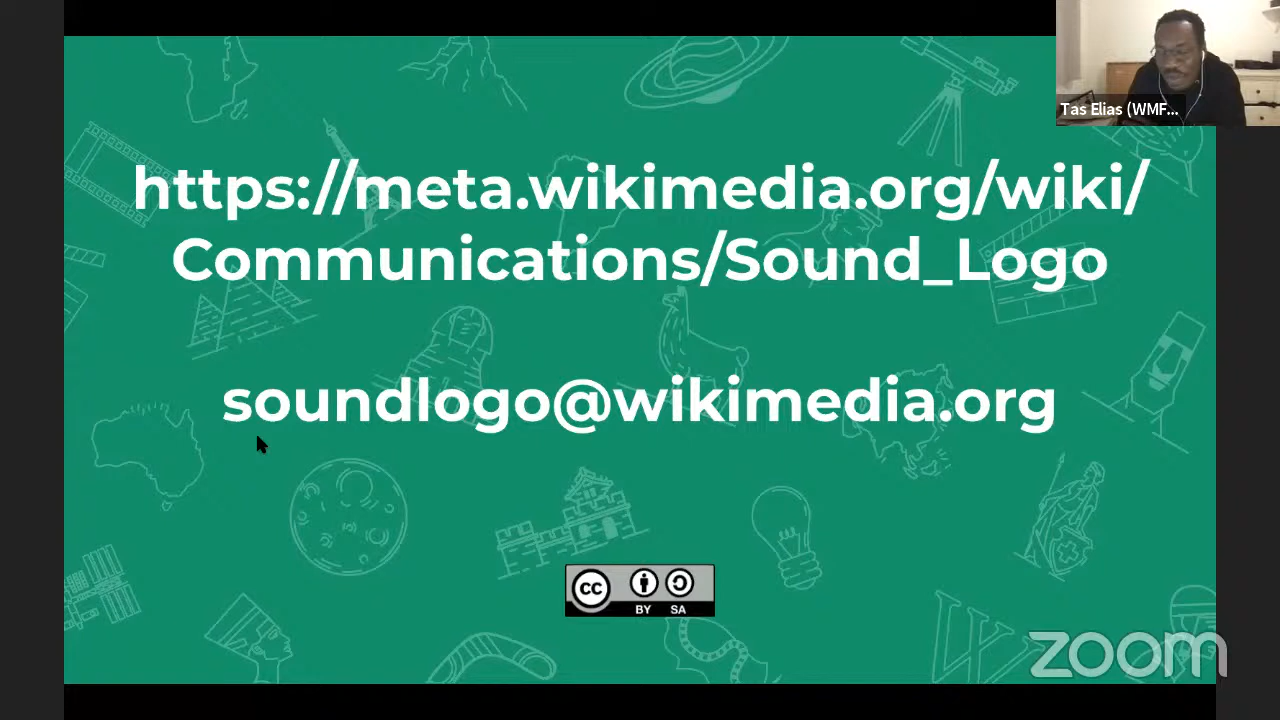 Tas Elias (WMF...
https://meta.wikimedia.org/wiki/
Communications/Sound_Logo
soundlogo@wikimedia.org
cc
BY SA
W
zoom